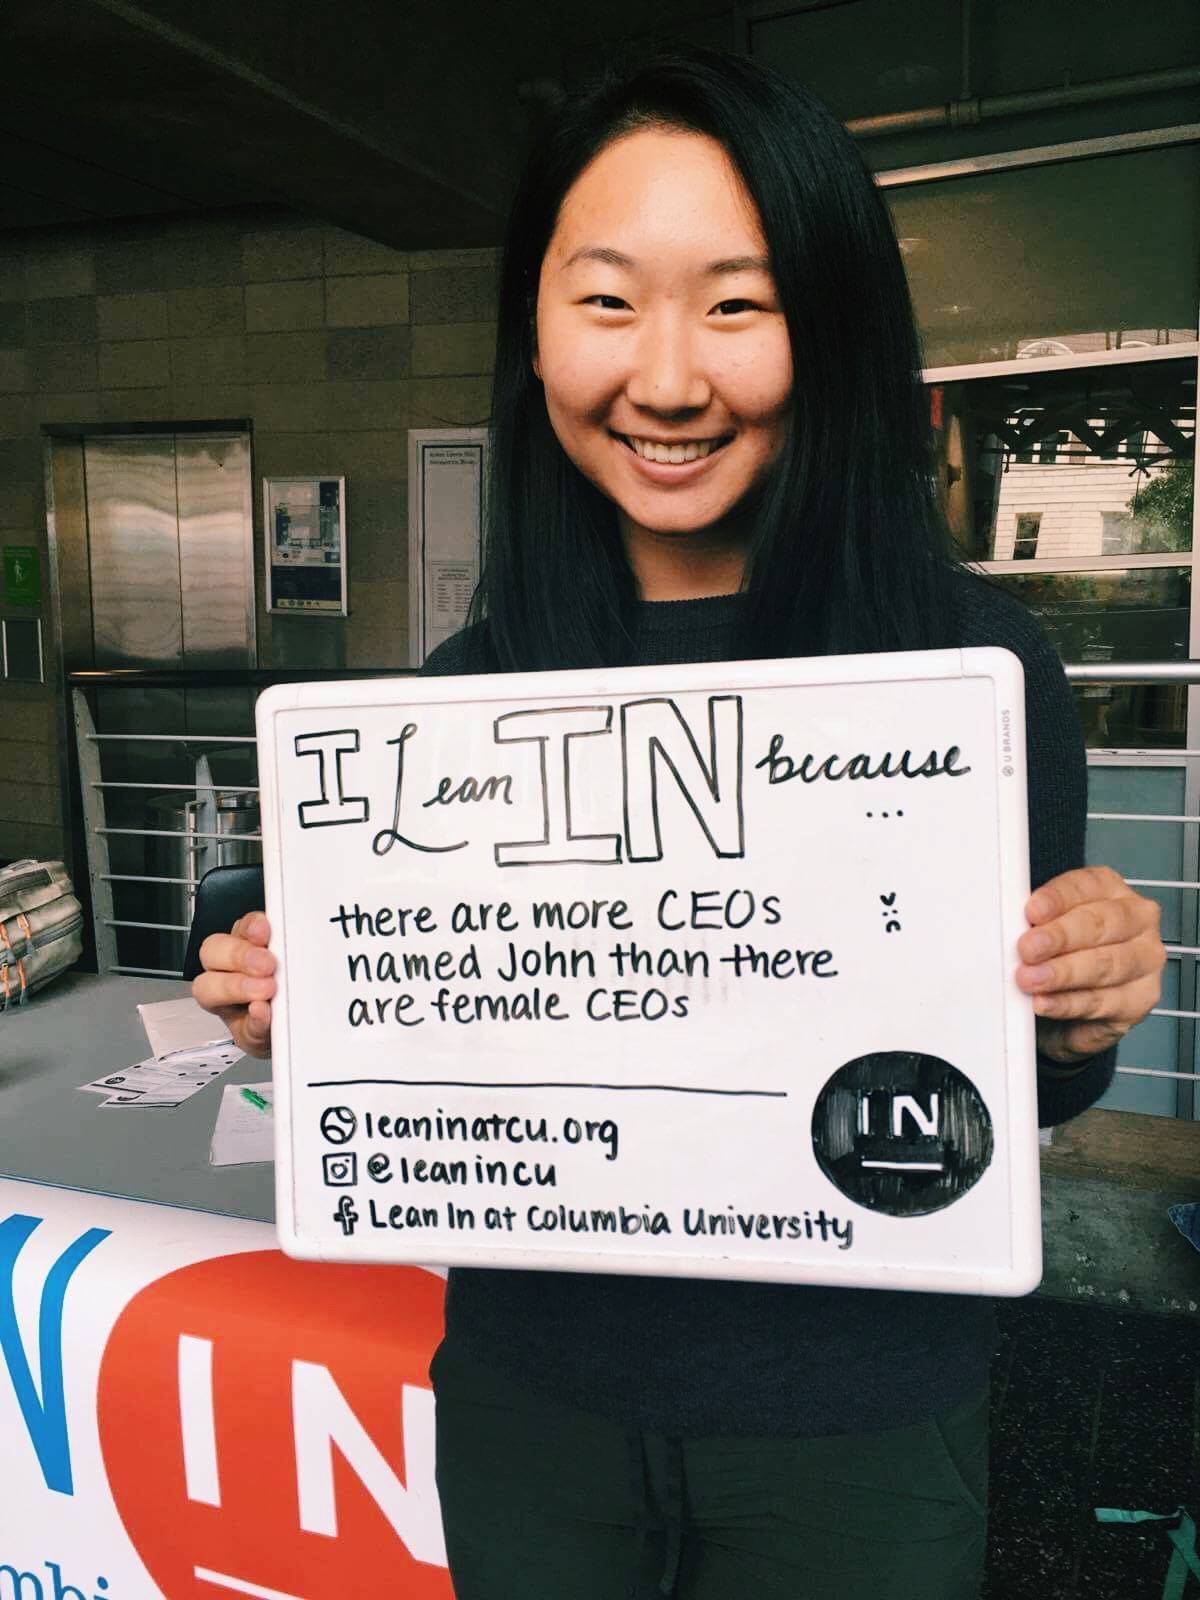 I Lean IN because
...
there are more CEOs
named John than there
are female CEOs
leaninatcu.org
@leanincu
Lean In at Columbia University
IN
U BRANDS
IN